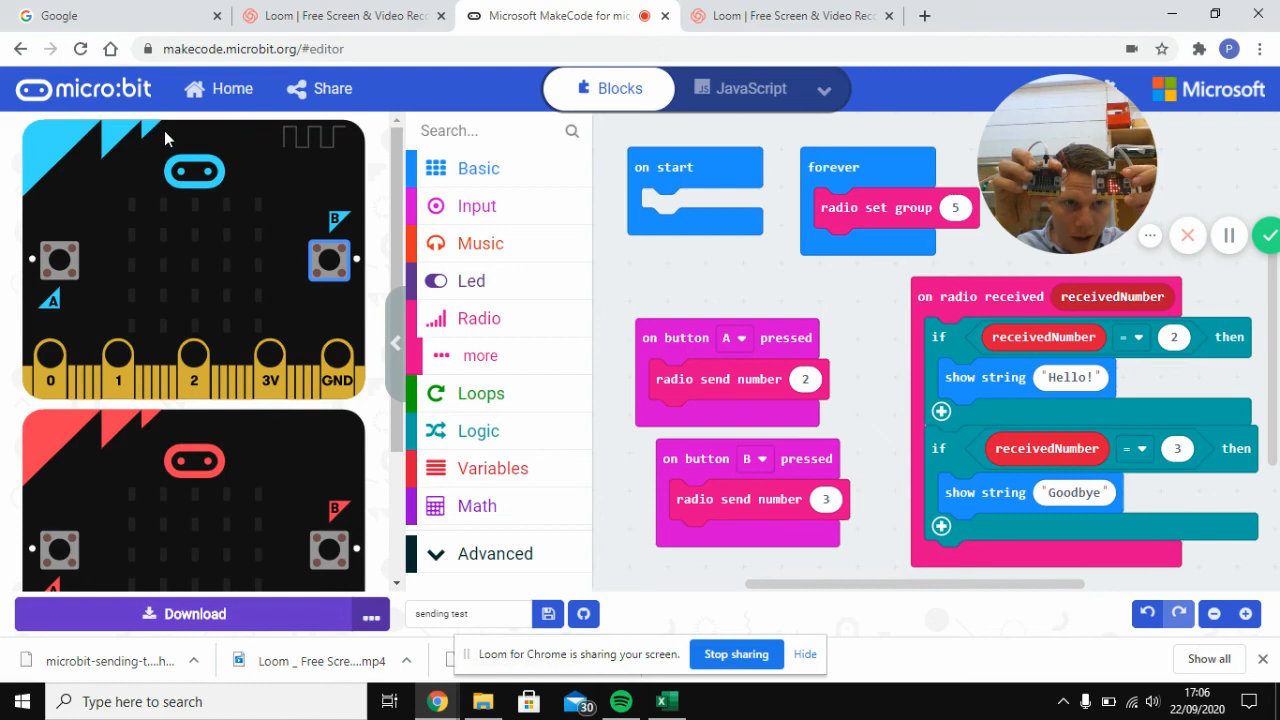 Google
Loom | Free Screen & Video Rec
Microsoft MakeCode for mic
Loom | Free Screen & Video Rec
makecode.microbit.org/#editor
P
micro:bit
Home
Share
Blocks
JavaScript
Microsoft
Search...
Basic
Input
Music
Led
Radio
more
Loops
Logic
Variables
Math
Advanced
B
A
0 1 2 3V GND
B
on start
forever
radio set group 5
on button A pressed
radio send number 2
on button B pressed
radio send number 3
on radio received receivedNumber
if receivedNumber = 2 then
show string "Hello!"
if receivedNumber = 3 then
show string "Goodbye"
Download
sending test
microbit-sending-t....h...
Loom _ Free Scre....mp4
Loom for Chrome is sharing your screen.
Stop sharing
Hide
Show all
Type here to search
30
17:06
22/09/2020